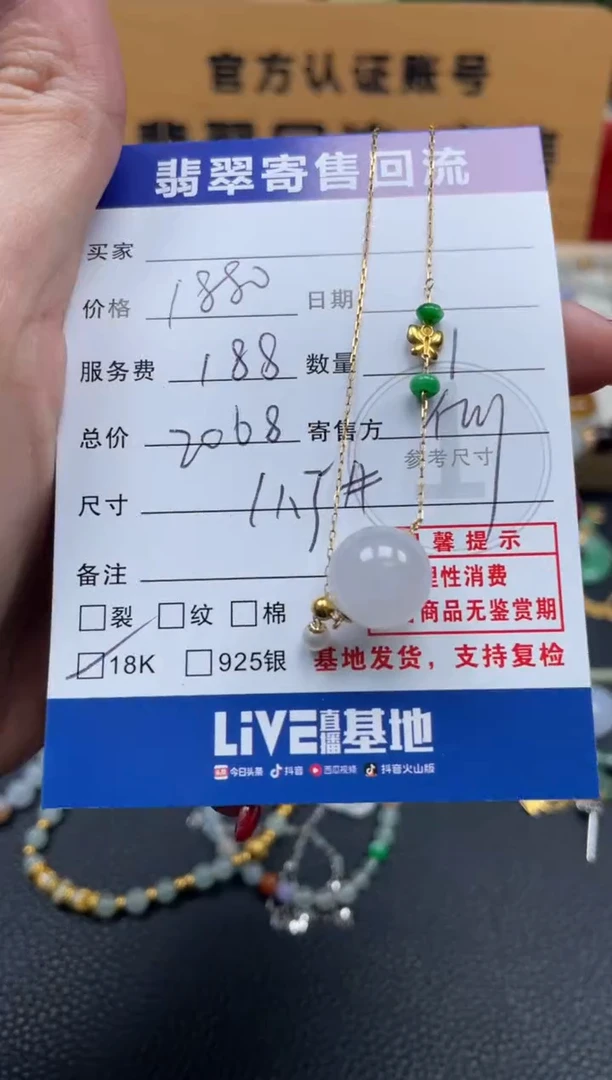 官方认证账号
翡翠寄售回流
买家
价格 1880 日期
服务费 188 数量 1
总价 2068 寄售方
参考尺寸
尺寸
馨提示
备注
理性消费
裂 纹 棉
商品无鉴赏期
18K 925银
基地发货，支持复检
LiVE直播基地
今日头条 抖音 西瓜视频 抖音火山版